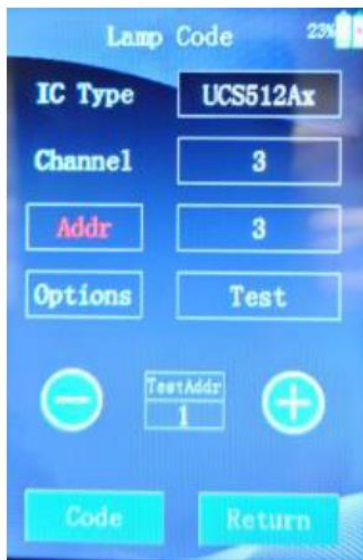 Lamp Code 23%
IC Type UCS512Ax
Channel 3
Addr 3
Options Test
TestAddr
1
Code Return